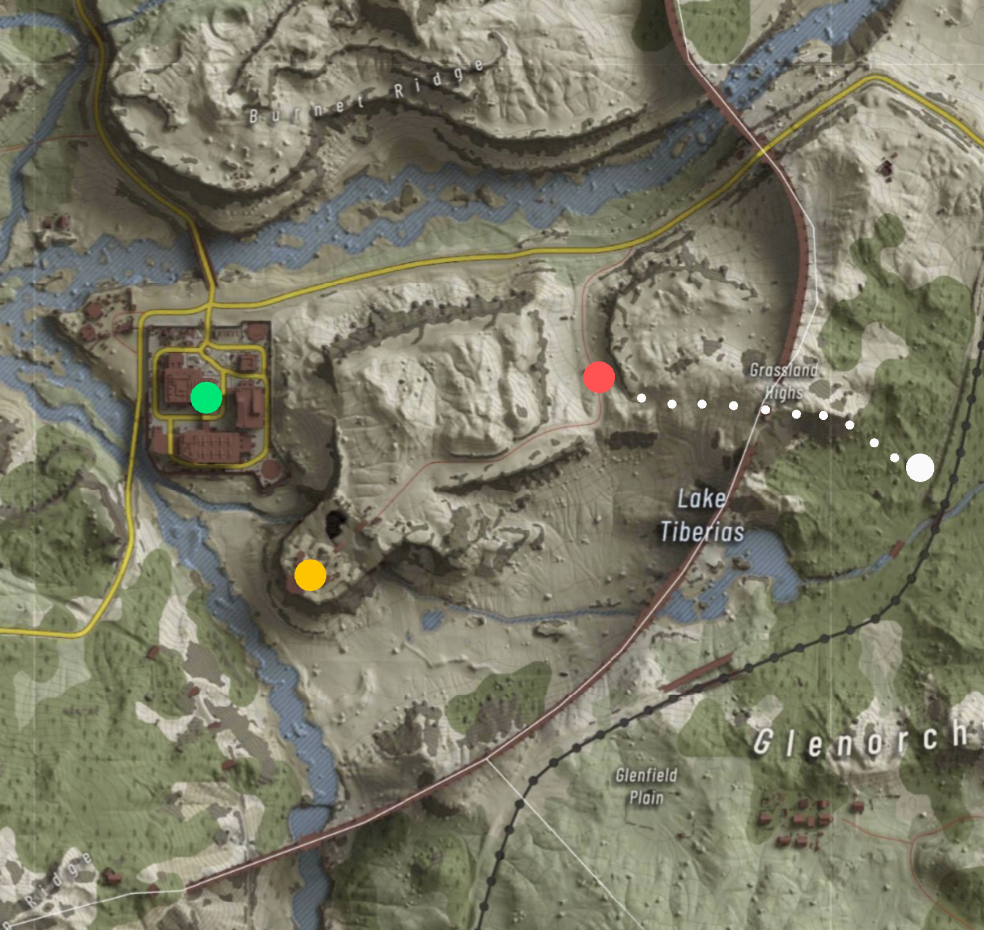 Burnet Ridge
Grassland
Highs
Lake
Tiberias
Glenorch
Glenfield
Plain
Ridge